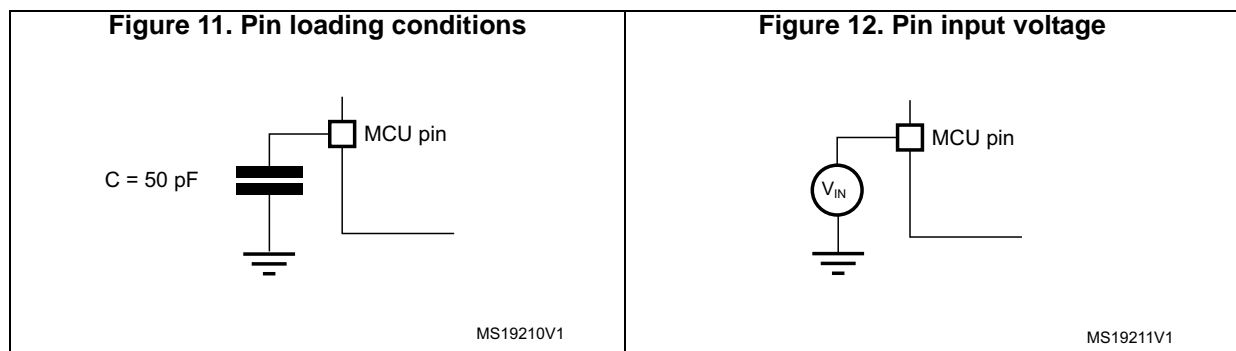 Figure 11. Pin loading conditions
MCU pin
C = 50 pF
MS19210V1
Figure 12. Pin input voltage
MCU pin
VIN
MS19211V1